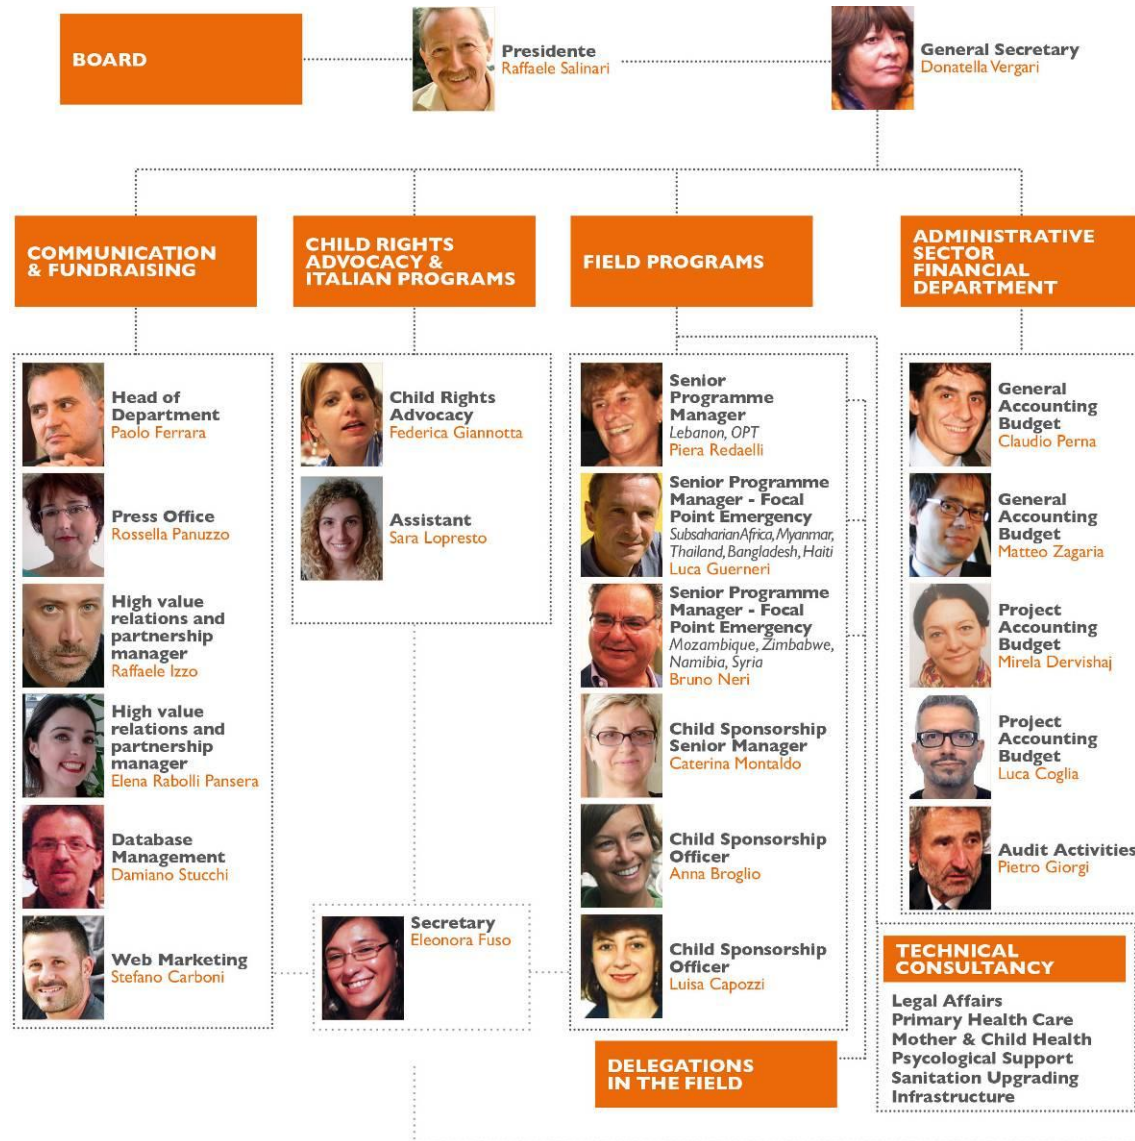 BOARD
Presidente
Raffaele Salinari
General Secretary
Donatella Vergari
COMMUNICATION
& FUNDRAISING
CHILD RIGHTS
ADVOCACY &
ITALIAN PROGRAMS
FIELD PROGRAMS
ADMINISTRATIVE
SECTOR
FINANCIAL
DEPARTMENT
Head of
Department
Paolo Ferrara
Press Office
Rossella Panuzzo
High value
relations and
partnership
manager
Raffaele Izzo
High value
relations and
partnership
manager
Elena Rabolli Pansera
Database
Management
Damiano Stucchi
Web Marketing
Stefano Carboni
Child Rights
Advocacy
Federica Giannotta
Assistant
Sara Lopresto
Secretary
Eleonora Fuso
Senior
Programme
Manager
Lebanon, OPT
Piera Redaelli
Senior Programme
Manager - Focal
Point Emergency
Subsaharian Africa, Myanmar,
Thailand, Bangladesh, Haiti
Luca Guerneri
Senior Programme
Manager - Focal
Point Emergency
Mozambique, Zimbabwe,
Namibia, Syria
Bruno Neri
Child Sponsorship
Senior Manager
Caterina Montaldo
Child Sponsorship
Officer
Anna Broglio
Child Sponsorship
Officer
Luisa Capozzi
DELEGATIONS
IN THE FIELD
General
Accounting
Budget
Claudio Perna
General
Accounting
Budget
Matteo Zagaria
Project
Accounting
Budget
Mirela Dervishaj
Project
Accounting
Budget
Luca Coglia
Audit Activities
Pietro Giorgi
TECHNICAL
CONSULTANCY
Legal Affairs
Primary Health Care
Mother & Child Health
Psycological Support
Sanitation Upgrading
Infrastructure